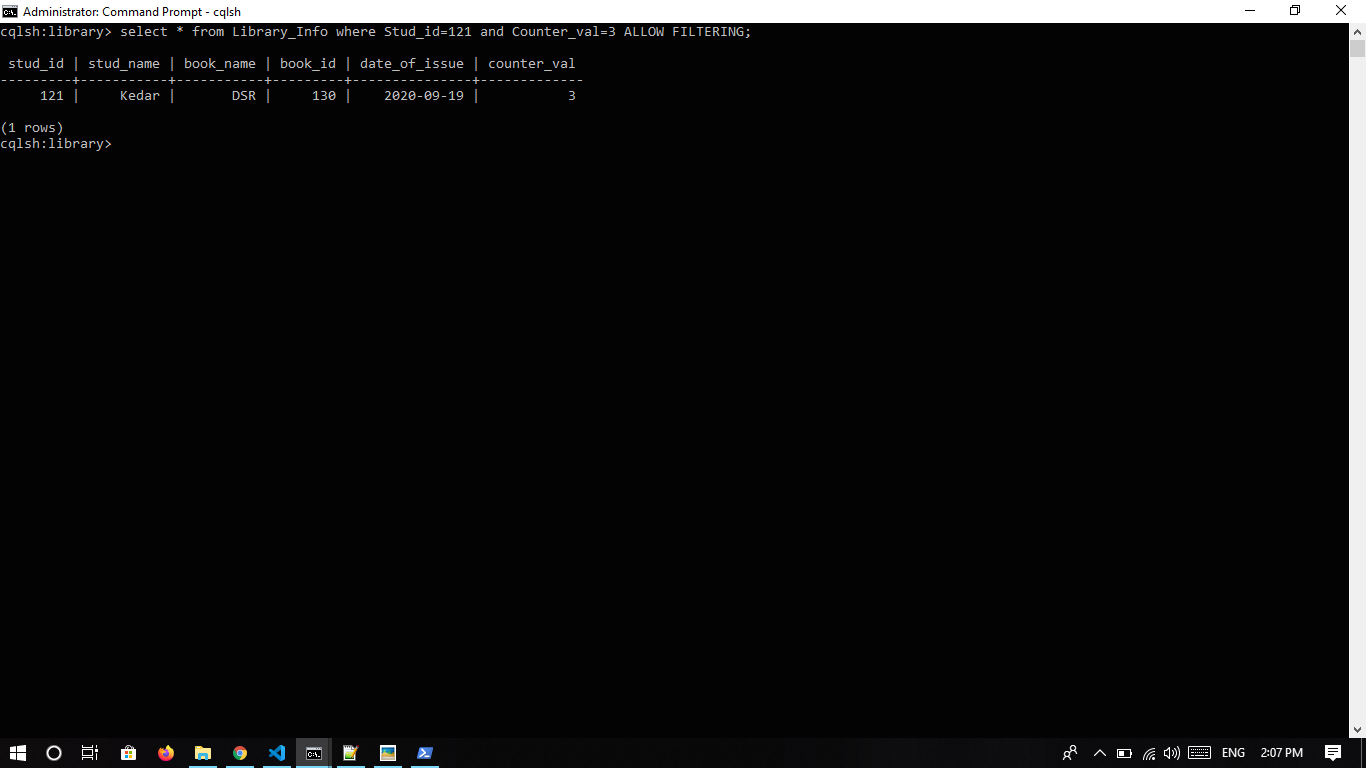 Administrator: Command Prompt - cqlsh
cqlsh:library> select * from Library_Info where Stud_id=121 and Counter_val=3 ALLOW FILTERING;
 stud_id | stud_name | book_name | book_id | date_of_issue | counter_val
---------+-----------+-----------+---------+---------------+-------------
     121 |     Kedar |       DSR |     130 |    2020-09-19 |           3
(1 rows)
cqlsh:library>
ENG 2:07 PM